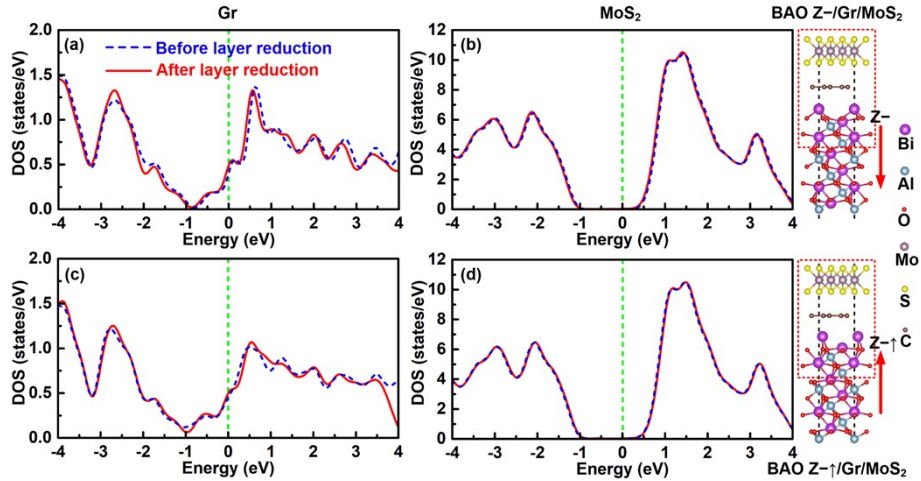 Gr
MoS₂
BAO Z−/Gr/MoS₂
(a)
Before layer reduction
After layer reduction
DOS (states/eV)
2.0
1.5
1.0
0.5
0.0
-4 -3 -2 -1 0 1 2 3 4
Energy (eV)
(b)
DOS (states/eV)
12
10
8
6
4
2
0
-4 -3 -2 -1 0 1 2 3 4
Energy (eV)
Z−
Bi
Al
O
Mo
S
C
(c)
DOS (states/eV)
2.0
1.5
1.0
0.5
0.0
-4 -3 -2 -1 0 1 2 3 4
Energy (eV)
(d)
DOS (states/eV)
12
10
8
6
4
2
0
-4 -3 -2 -1 0 1 2 3 4
Energy (eV)
Z−↑
BAO Z−↑/Gr/MoS₂